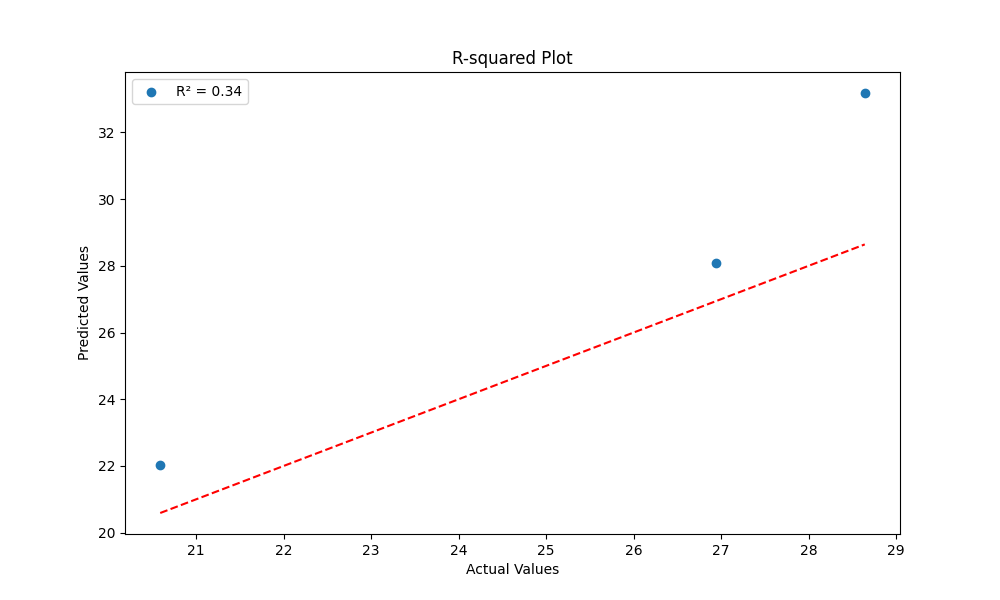 R-squared Plot
R² = 0.34
Predicted Values
32
30
28
26
24
22
20
21 22 23 24 25 26 27 28 29
Actual Values